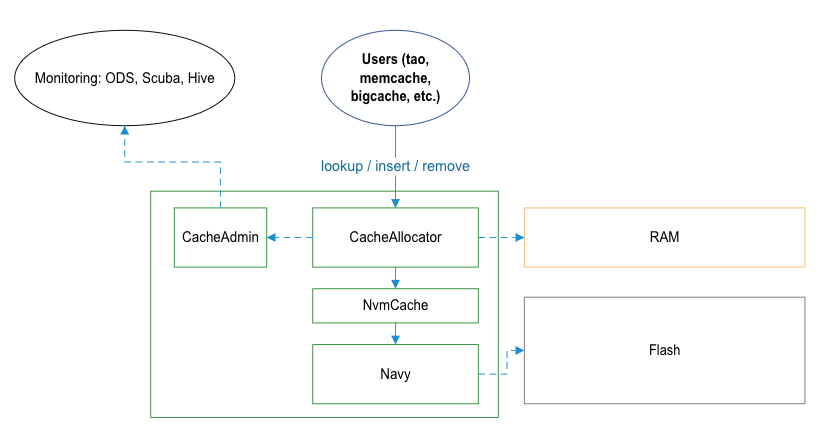 Monitoring: ODS, Scuba, Hive
Users (tao,
memcache,
bigcache, etc.)
lookup / insert / remove
CacheAdmin
CacheAllocator
RAM
NvmCache
Flash
Navy